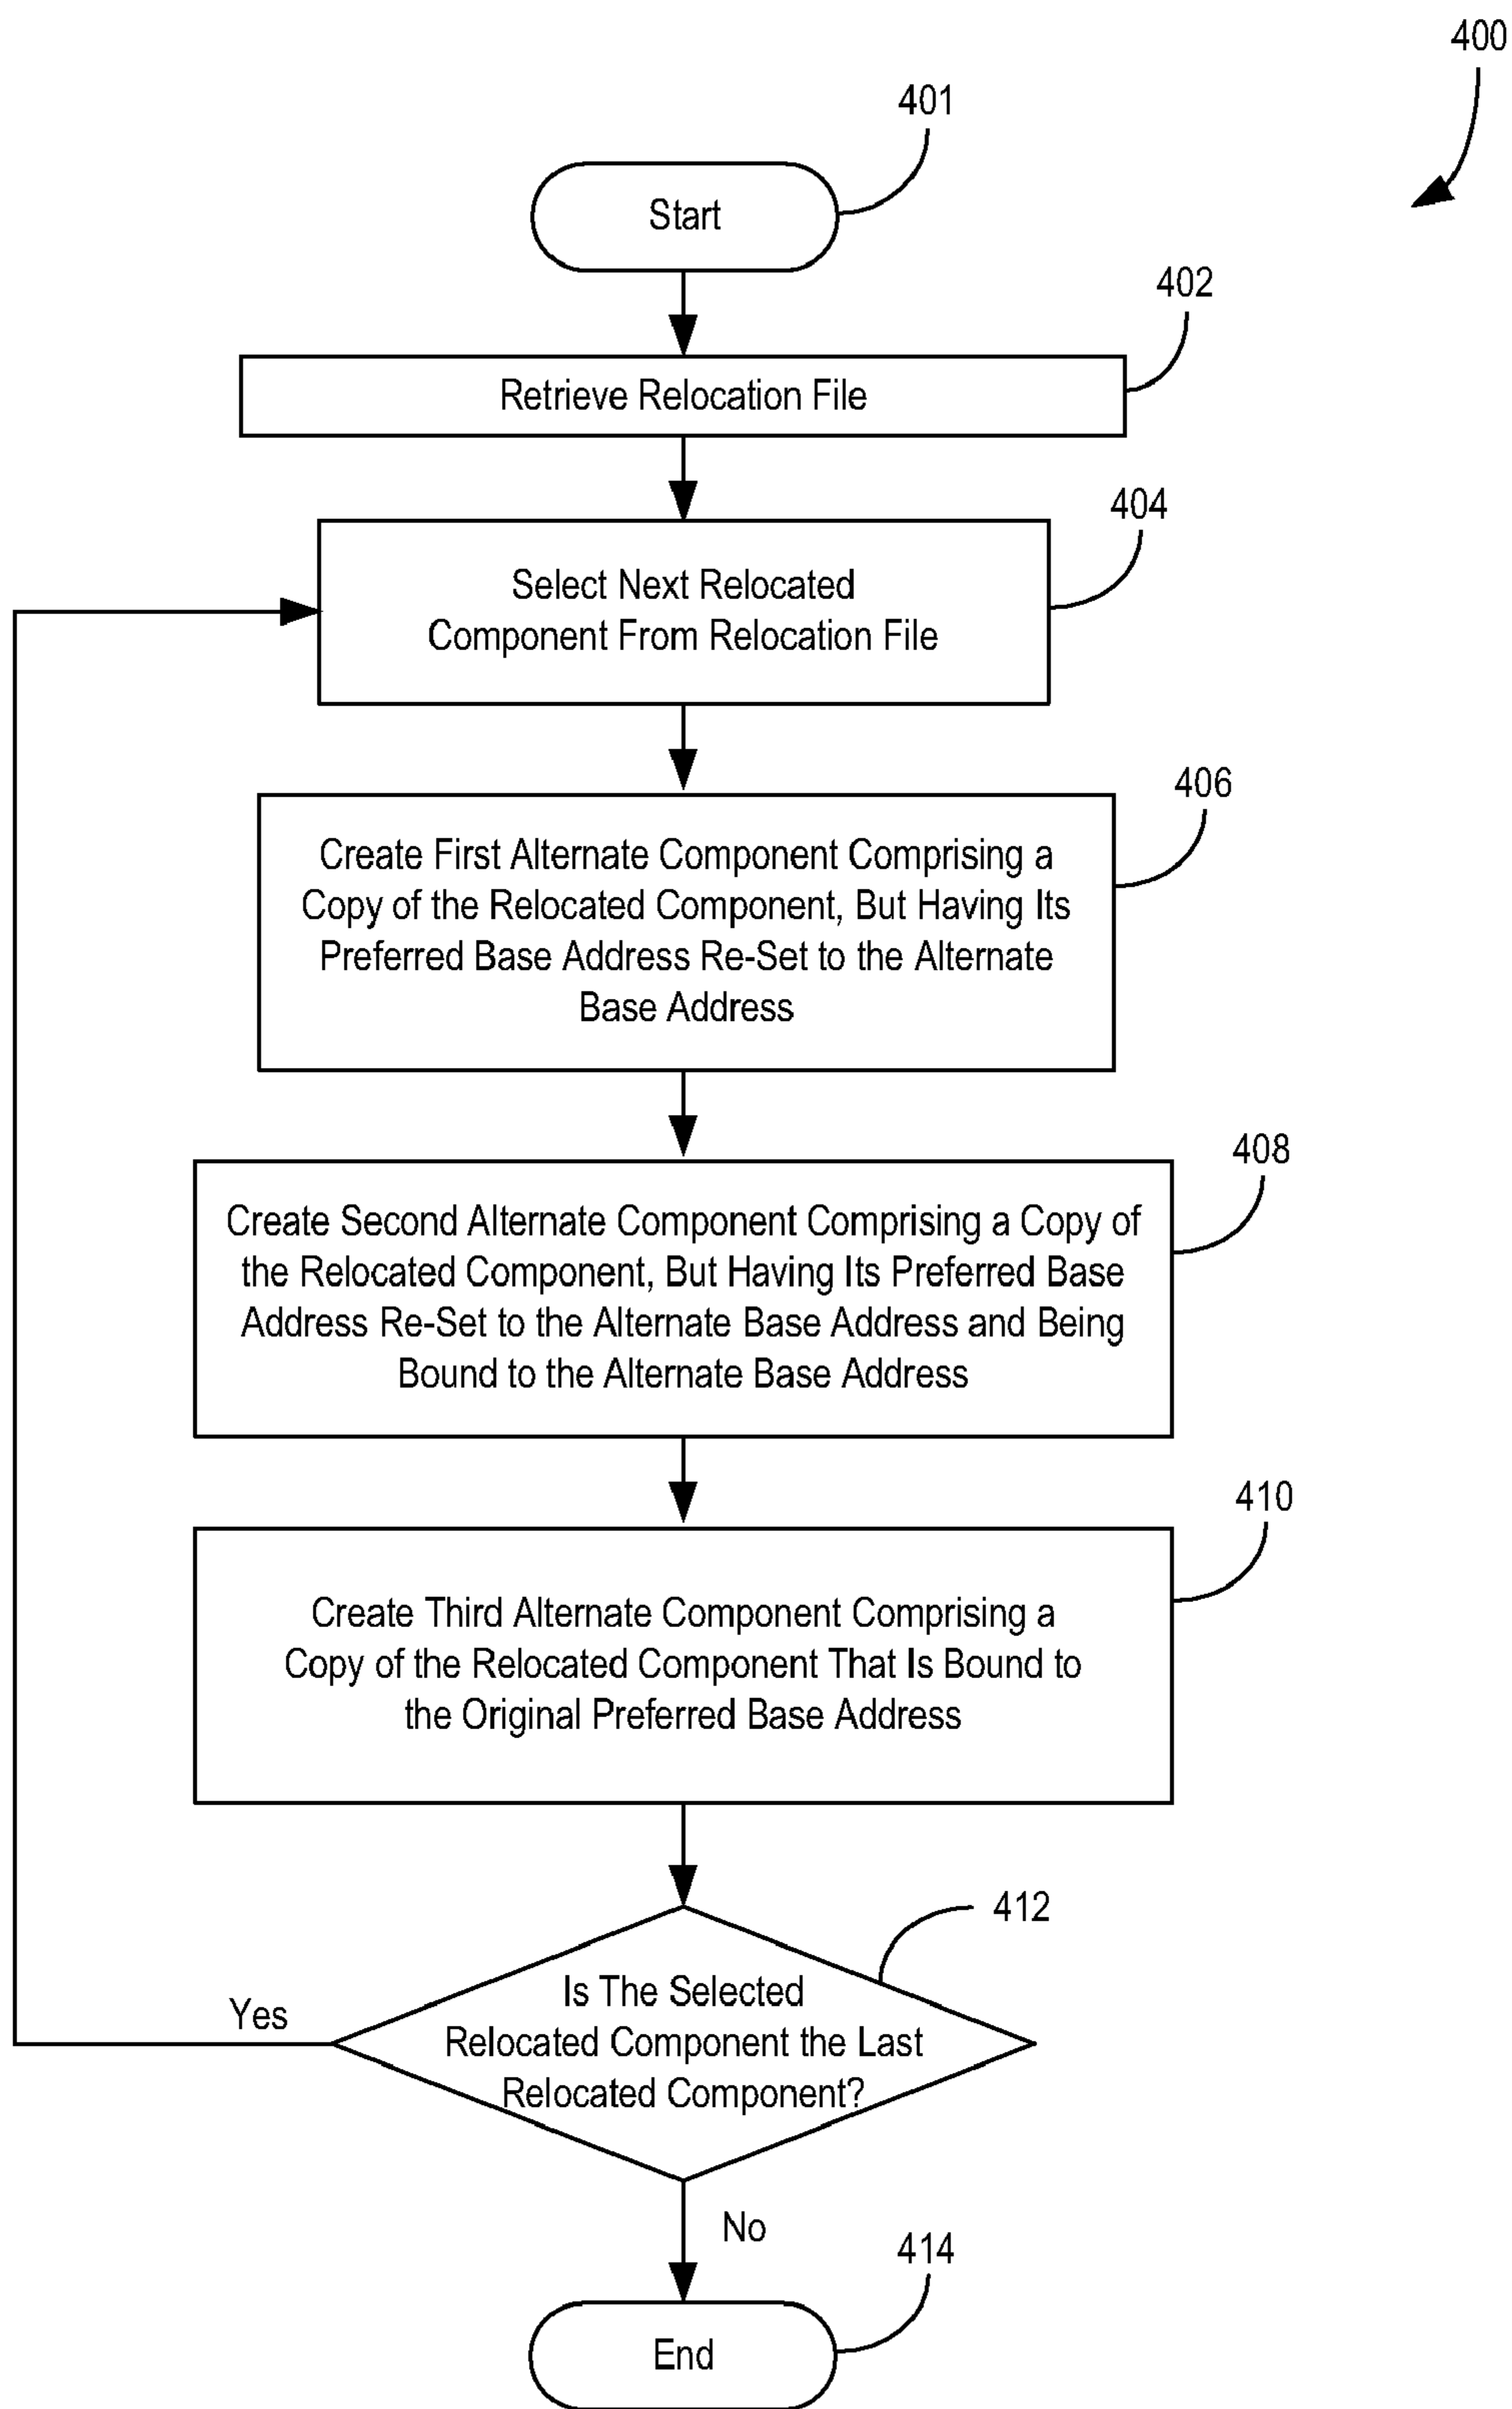 400
401
Start
402
Retrieve Relocation File
404
Select Next Relocated
Component From Relocation File
406
Create First Alternate Component Comprising a
Copy of the Relocated Component, But Having Its
Preferred Base Address Re-Set to the Alternate
Base Address
408
Create Second Alternate Component Comprising a Copy of
the Relocated Component, But Having Its Preferred Base
Address Re-Set to the Alternate Base Address and Being
Bound to the Alternate Base Address
410
Create Third Alternate Component Comprising a
Copy of the Relocated Component That Is Bound to
the Original Preferred Base Address
412
Is The Selected
Relocated Component the Last
Relocated Component?
Yes
No
414
End